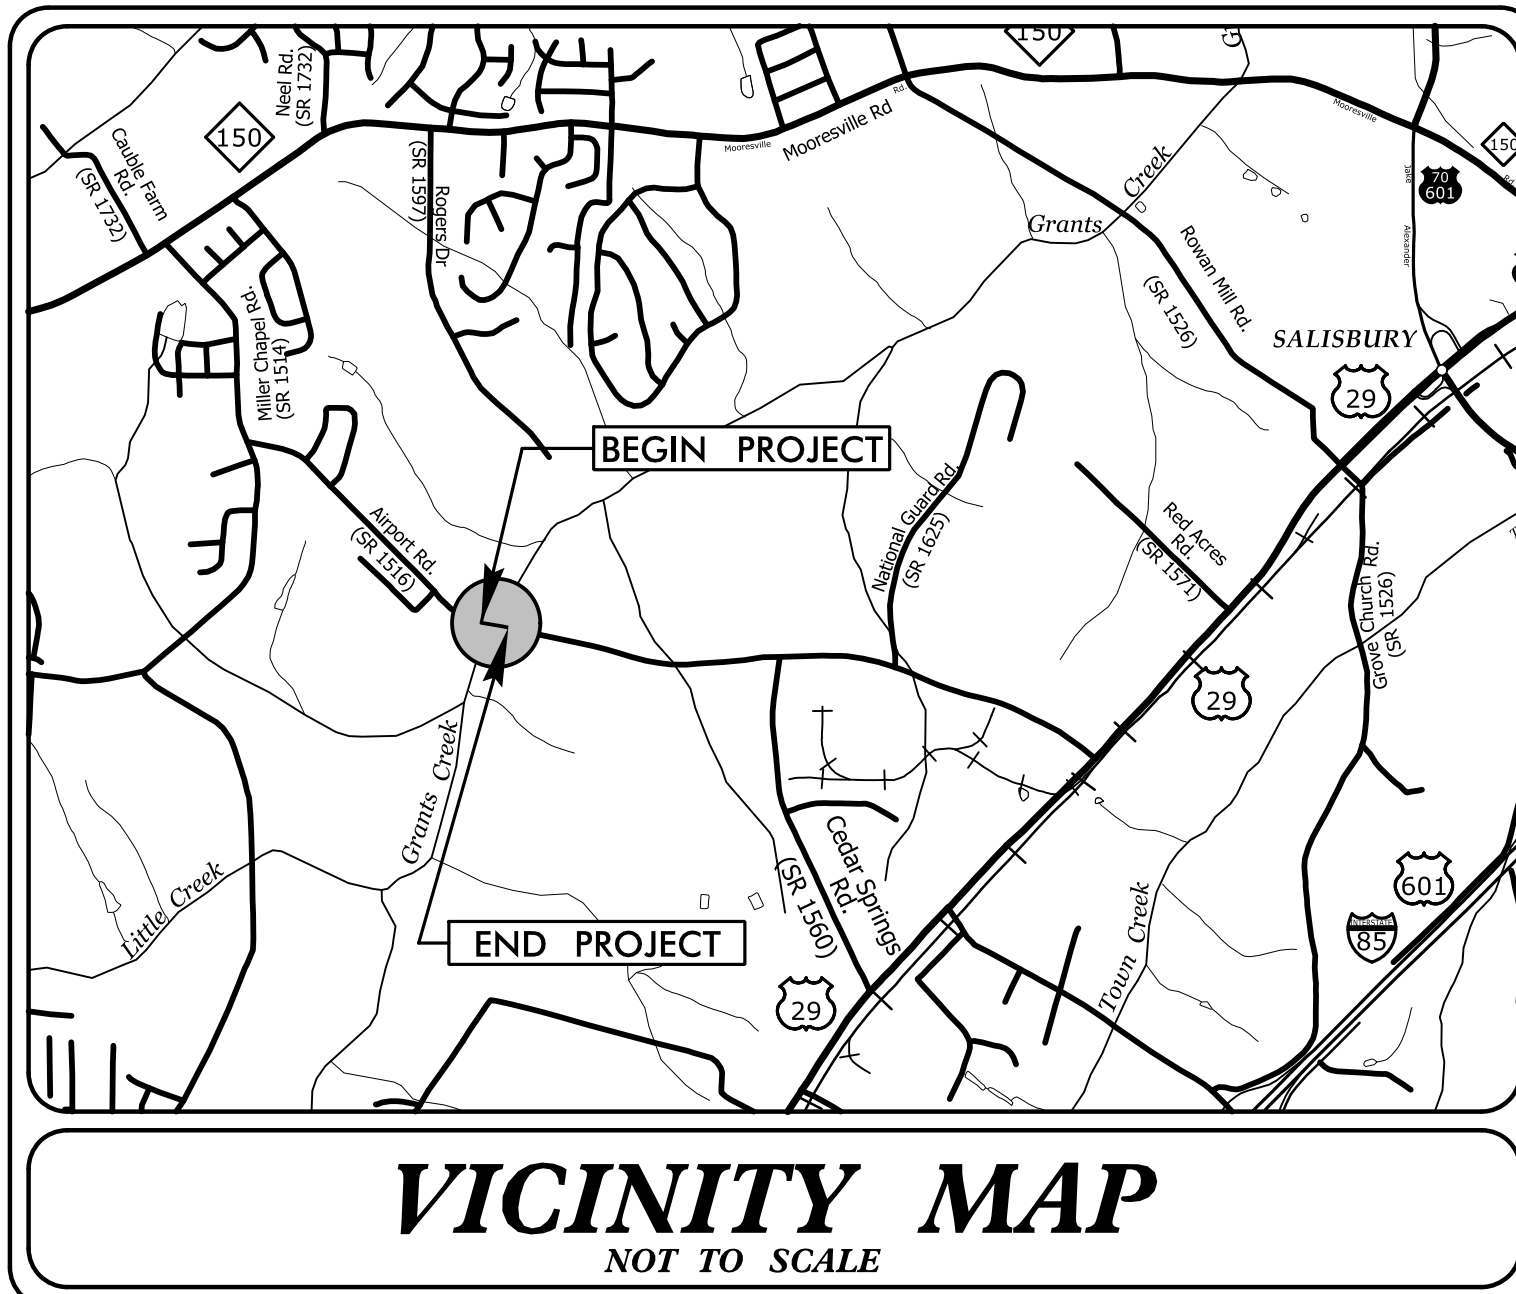 Neel Rd.
(SR 1732)
150
150
Cauble Farm
Rd.
(SR 1732)
(SR 1597)
Rogers Dr
Mooresville
Mooresville Rd
Rd.
Mooresville
150
Rd.
Jake
Alexander
70
601
Creek
Grants
Rowan Mill Rd.
(SR 1526)
SALISBURY
29
Miller Chapel Rd.
(SR 1514)
BEGIN PROJECT
Airport Rd.
(SR 1516)
National Guard Rd.
(SR 1625)
Red Acres
Rd.
(SR 1571)
Grove Church Rd.
(SR 1526)
29
Grants Creek
Little Creek
Cedar Springs
Rd.
(SR 1560)
END PROJECT
29
Town Creek
601
INTERSTATE
85
VICINITY MAP
NOT TO SCALE